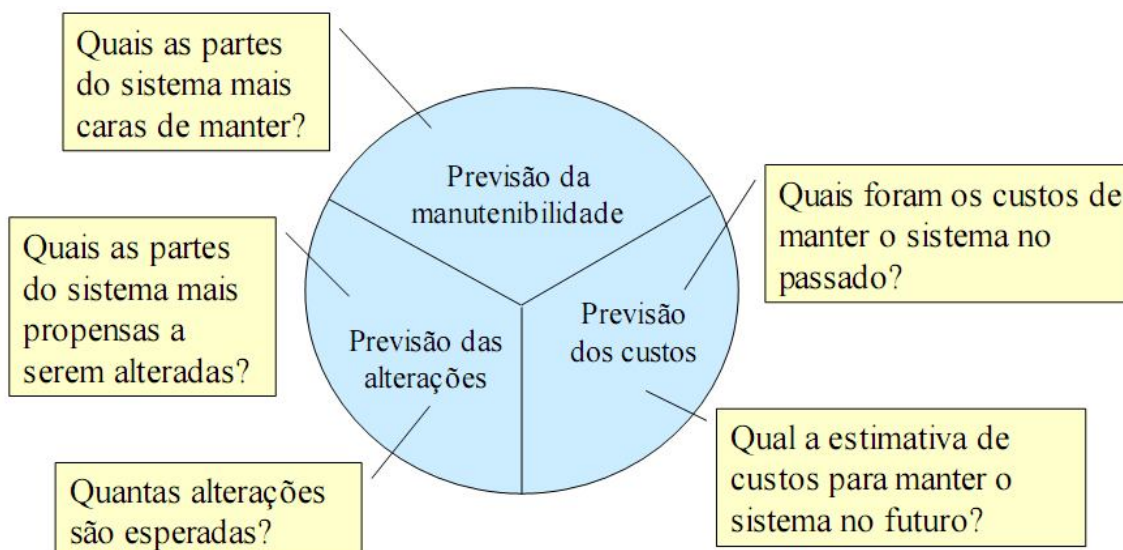 Quais as partes
do sistema mais
caras de manter?
Previsão da
manutenibilidade
Quais foram os custos de
manter o sistema no
passado?
Quais as partes
do sistema mais
propensas a
serem alteradas?
Previsão das
alterações
Previsão
dos custos
Quantas alterações
são esperadas?
Qual a estimativa de
custos para manter o
sistema no futuro?